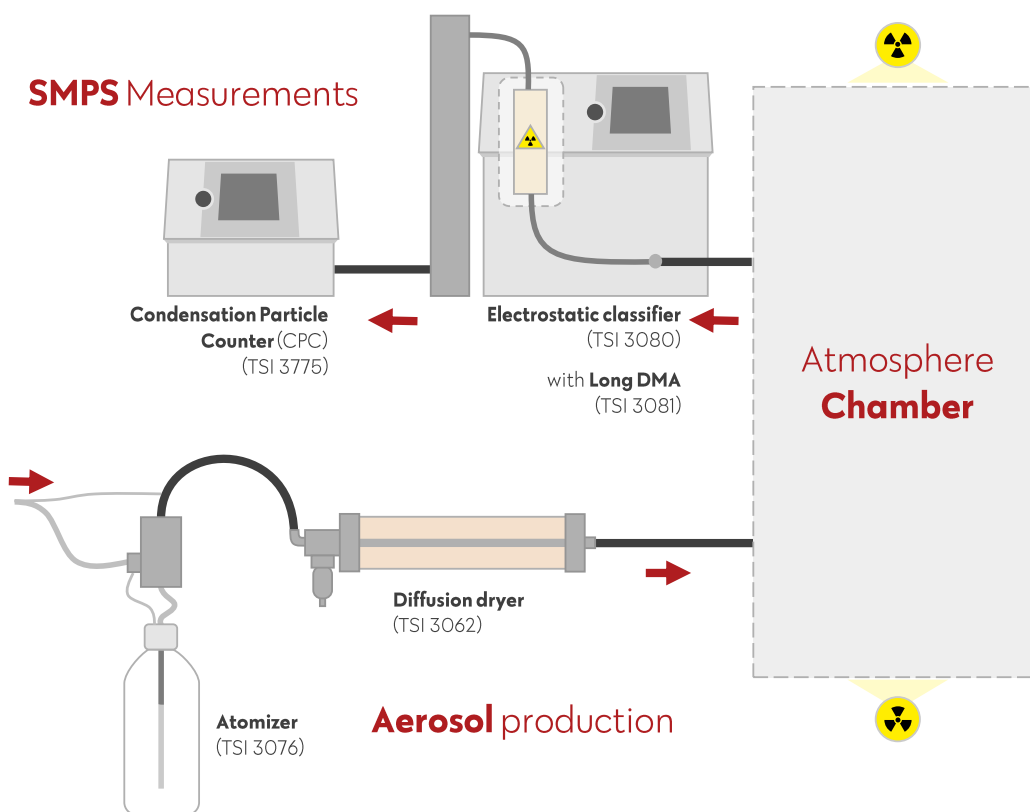 SMPS Measurements
Condensation Particle
Counter (CPC)
(TSI 3775)
Electrostatic classifier
(TSI 3080)
with Long DMA
(TSI 3081)
Atmosphere
Chamber
Diffusion dryer
(TSI 3062)
Atomizer
(TSI 3076)
Aerosol production